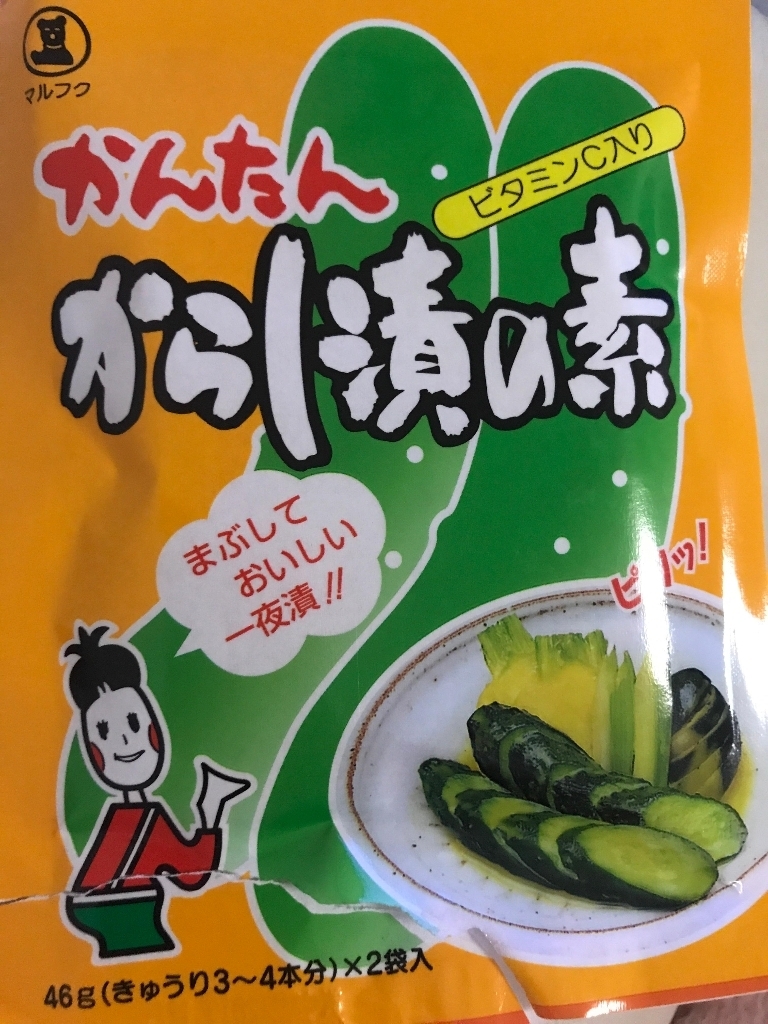 マルフク
かんたん
ビタミンC入り
からし漬の素
まぶして
おいしい
一夜漬!!
ピリッ!
46g(きゅうり3~4本分)×2袋入